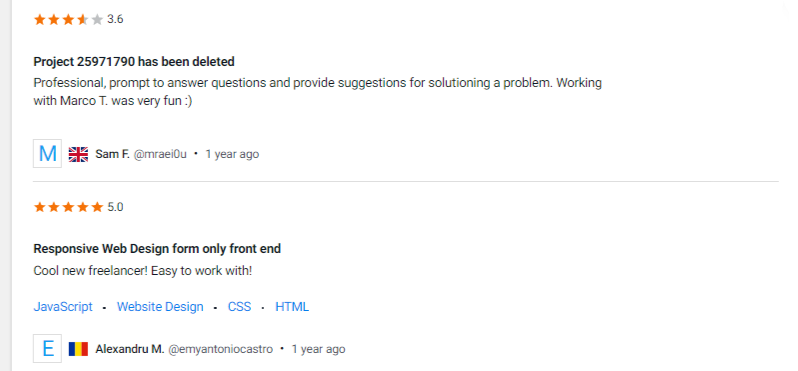 3.6
Project 25971790 has been deleted
Professional, prompt to answer questions and provide suggestions for solutioning a problem. Working
with Marco T. was very fun :)
M Sam F. @mraei0u • 1 year ago
5.0
Responsive Web Design form only front end
Cool new freelancer! Easy to work with!
JavaScript • Website Design • CSS • HTML
E Alexandru M. @emyantoniocastro • 1 year ago